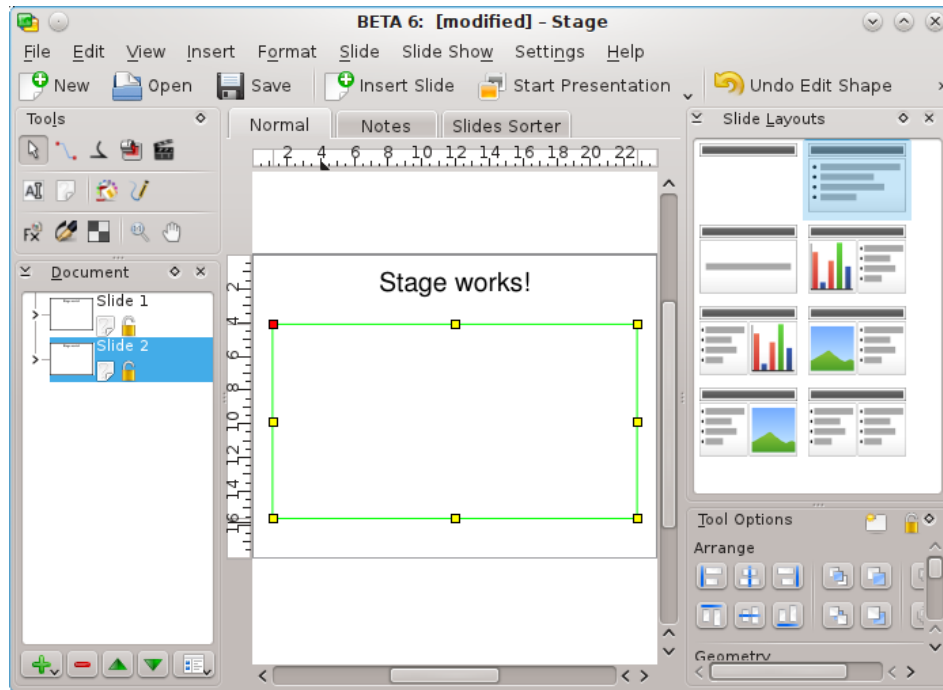 BETA 6: [modified] – Stage
File Edit View Insert Format Slide Slide Show Settings Help
New Open Save Insert Slide Start Presentation Undo Edit Shape
Tools
Normal Notes Slides Sorter
Slide Layouts
2 4 6 8 10 12 14 16 18 20 22
Document
Slide 1
Slide 2
2
4
6
8
10
12
14
16
Stage works!
Tool Options
Arrange
Geometry